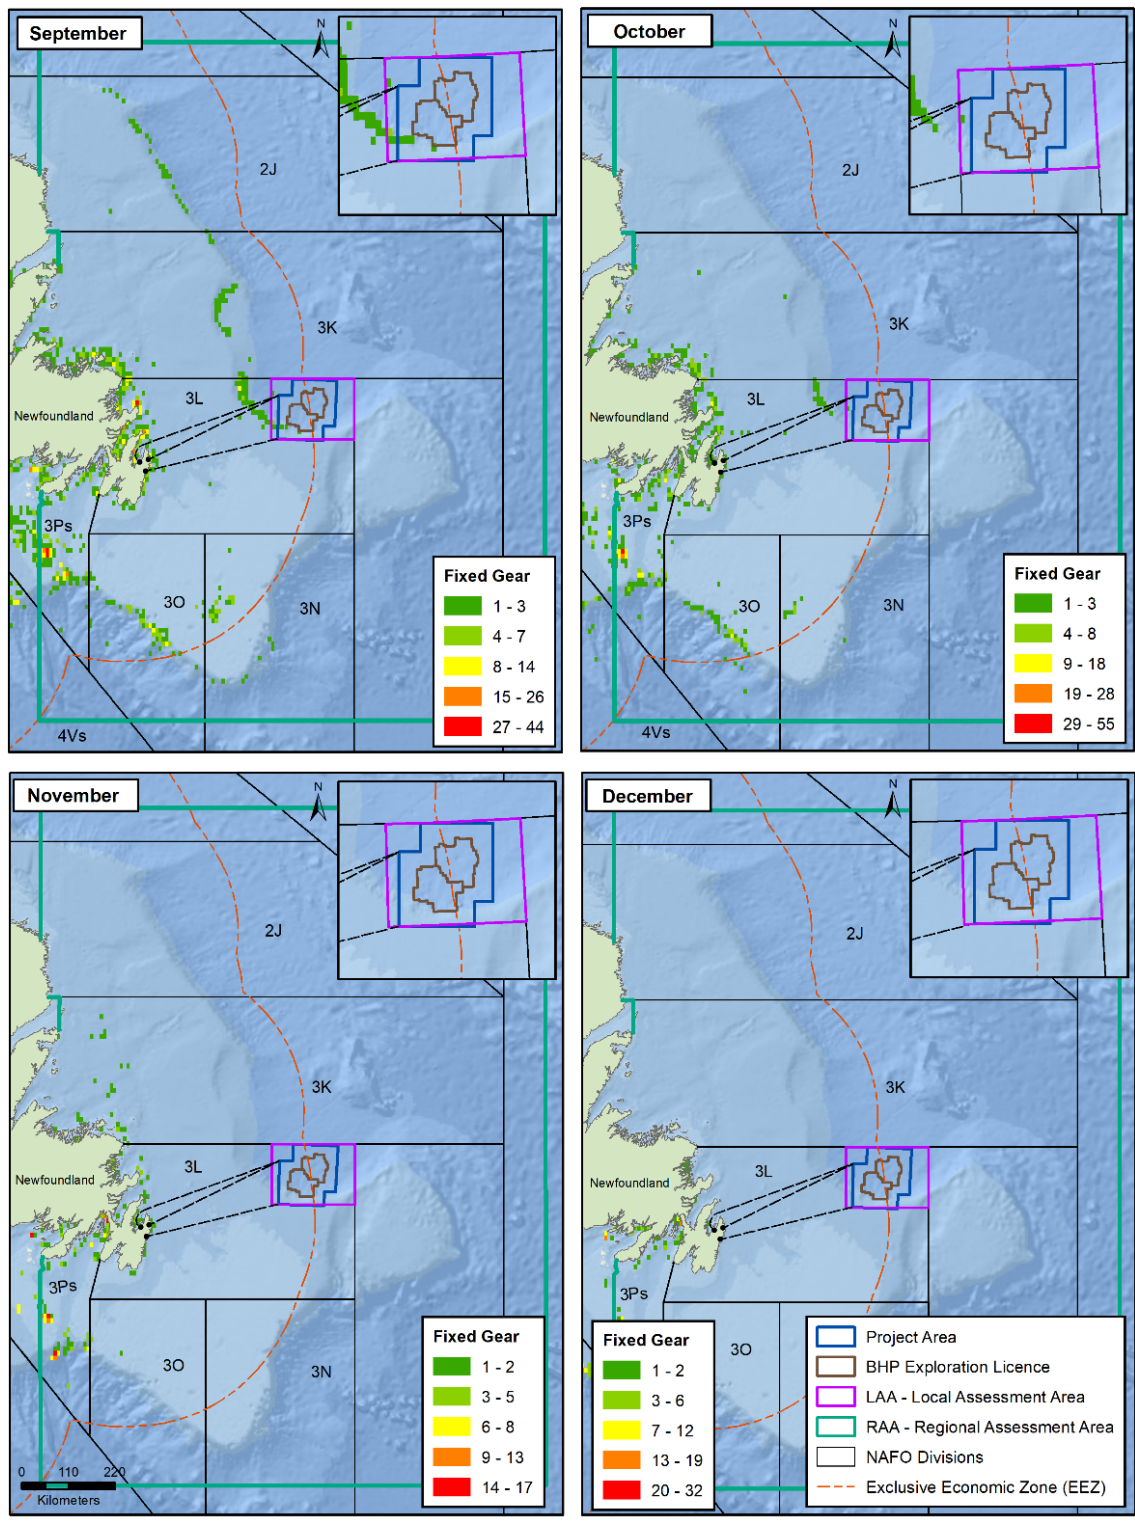 September
N
2J
3K
3L
Newfoundland
3Ps
3O
3N
4Vs
Fixed Gear
1 - 3
4 - 7
8 - 14
15 - 26
27 - 44
October
N
2J
3K
3L
Newfoundland
3Ps
3O
3N
4Vs
Fixed Gear
1 - 3
4 - 8
9 - 18
19 - 28
29 - 55
November
N
2J
3K
3L
Newfoundland
3Ps
3O
3N
0 110 220
Kilometers
Fixed Gear
1 - 2
3 - 5
6 - 8
9 - 13
14 - 17
December
N
2J
3K
3L
Newfoundland
3Ps
3O
Fixed Gear
1 - 2
3 - 6
7 - 12
13 - 19
20 - 32
Project Area
BHP Exploration Licence
LAA - Local Assessment Area
RAA - Regional Assessment Area
NAFO Divisions
Exclusive Economic Zone (EEZ)